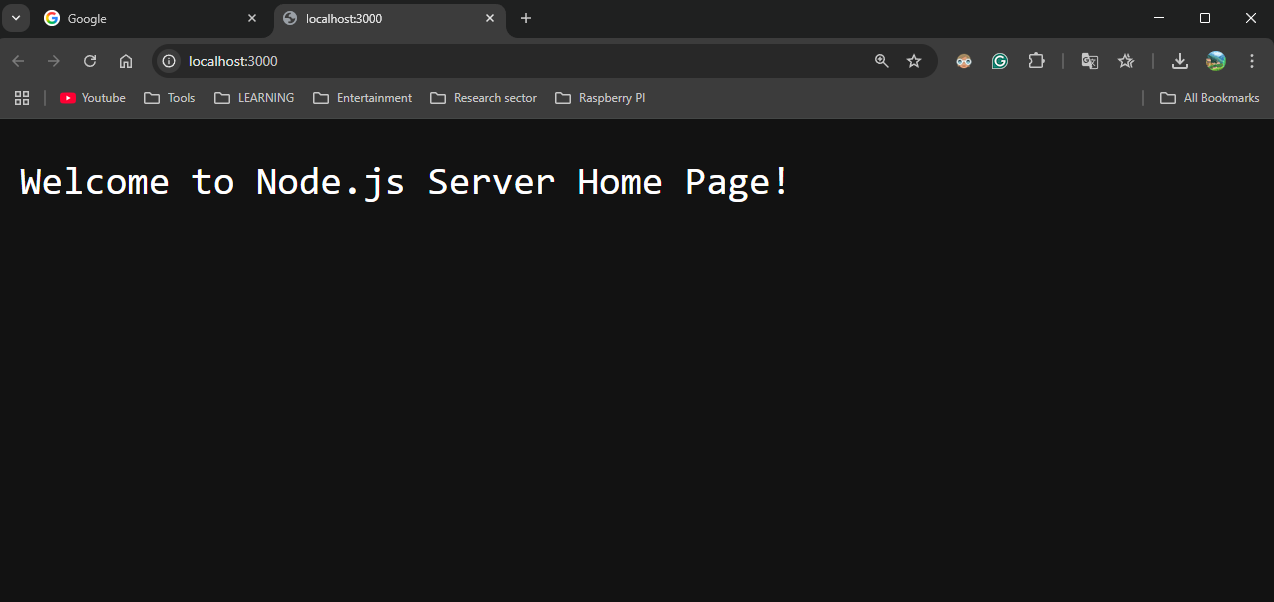 Google
localhost:3000
localhost:3000
Youtube
Tools
LEARNING
Entertainment
Research sector
Raspberry PI
All Bookmarks
Welcome to Node.js Server Home Page!